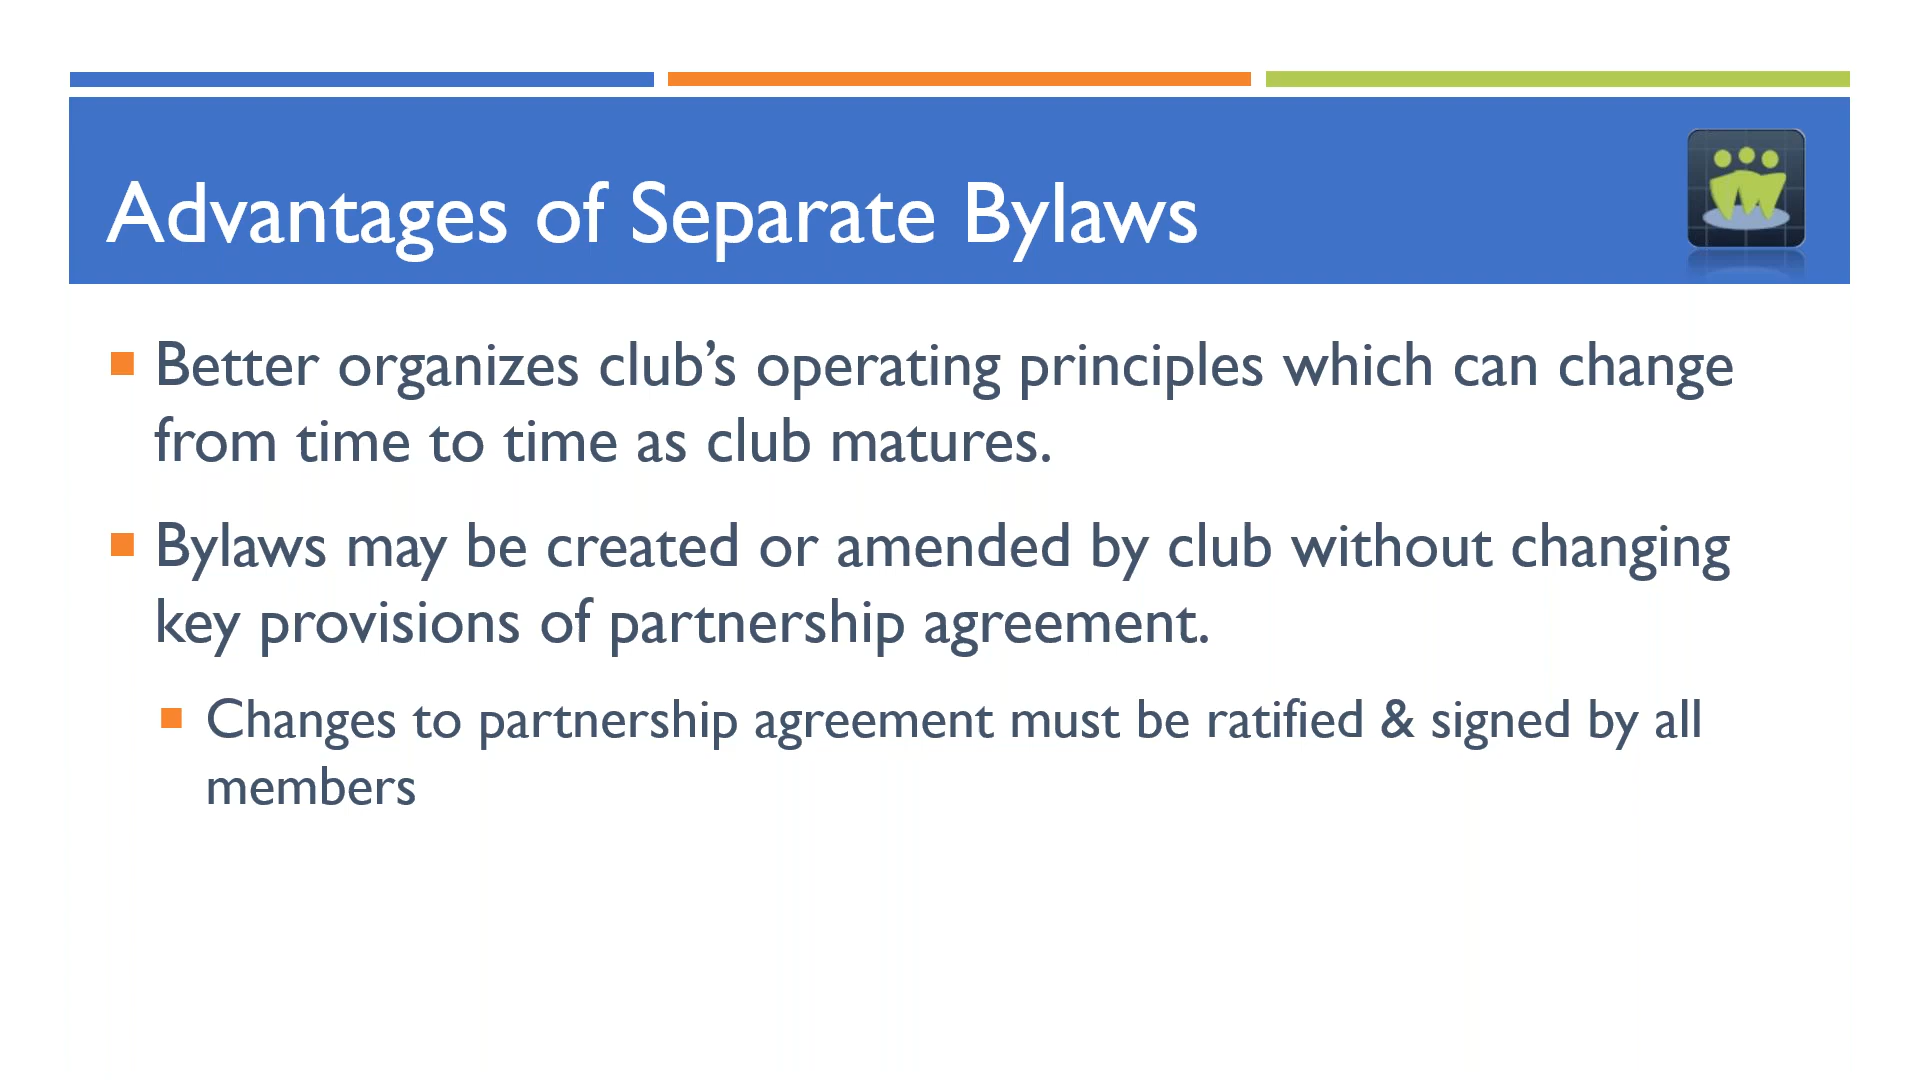 Advantages of Separate Bylaws
Better organizes club’s operating principles which can change
from time to time as club matures.
Bylaws may be created or amended by club without changing
key provisions of partnership agreement.
Changes to partnership agreement must be ratified & signed by all
members